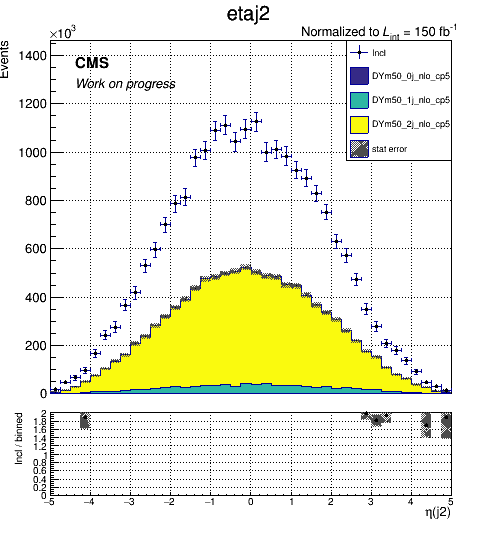 etaj2
×10³
Normalized to L_int = 150 fb⁻¹
Events
CMS
Work on progress
Incl
DYm50_0j_nlo_cp5
DYm50_1j_nlo_cp5
DYm50_2j_nlo_cp5
stat error
1400
1200
1000
800
600
400
200
0
Incl / binned
2
1.8
1.6
1.4
1.2
1
0.8
0.6
0.4
0.2
0
−5 −4 −3 −2 −1 0 1 2 3 4 5
η(j2)